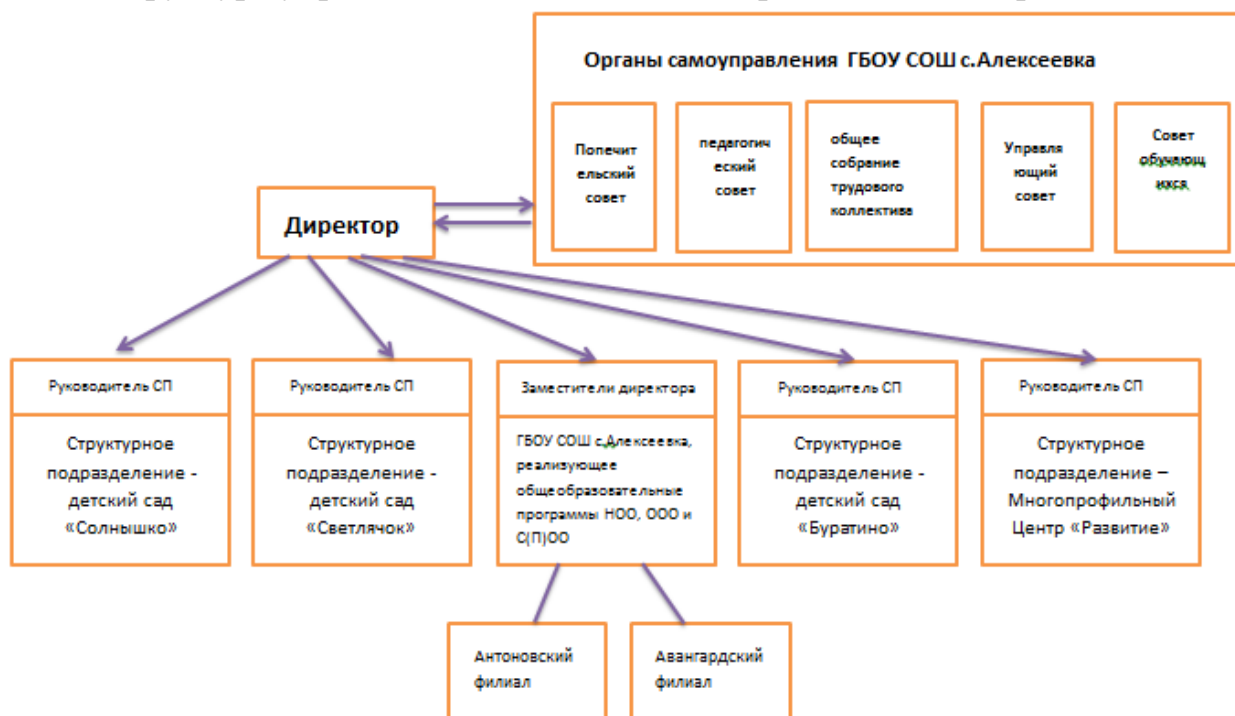 Органы самоуправления ГБОУ СОШ с.Алексеевка
Попечит
ельский
совет
педагогич
еский
совет
общее
собрание
трудового
коллектива
Управля
ющий
совет
Совет
обучающ
ихся
Директор
Руководитель СП
Структурное
подразделение -
детский сад
«Солнышко»
Руководитель СП
Структурное
подразделение -
детский сад
«Светлячок»
Заместители директора
ГБОУ СОШ с.Алексеевка,
реализующее
общеобразовательные
программы НОО, ООО и
С(П)ОО
Руководитель СП
Структурное
подразделение -
детский сад
«Буратино»
Руководитель СП
Структурное
подразделение –
Многопрофильный
Центр «Развитие»
Антоновский
филиал
Авангардский
филиал